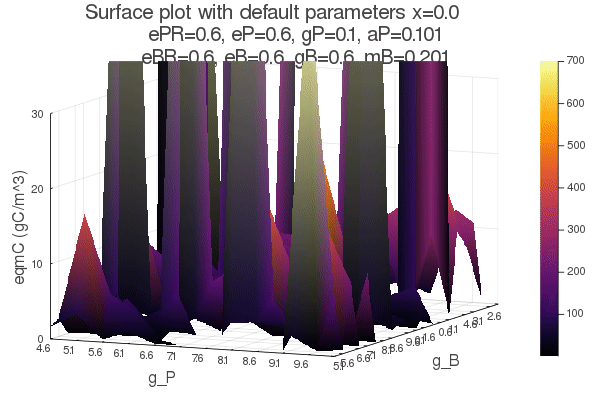 Surface plot with default parameters x=0.0
ePR=0.6, eP=0.6, gP=0.1, aP=0.101
eBR=0.6, eB=0.6, gB=0.6, mB=0.201
700
600
500
400
300
200
100
30
20
10
0
eqmC (gC/m^3)
4.6 5.1 5.6 6.1 6.6 7.1 7.6 8.1 8.6 9.1 9.6
g_P
2.6
g_B